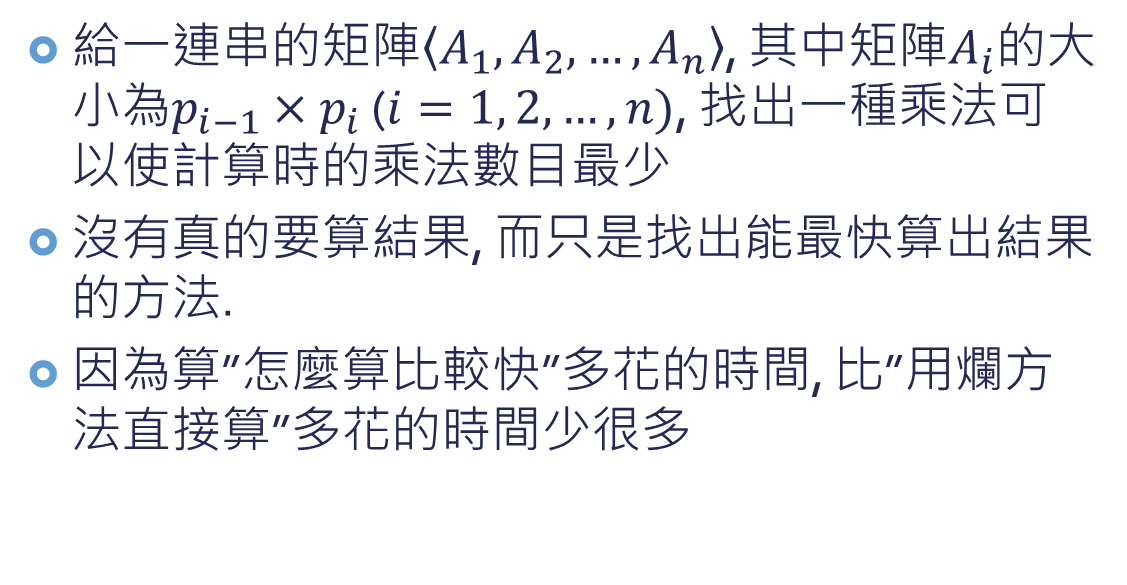 給一連串的矩陣⟨A₁, A₂, … , Aₙ⟩, 其中矩陣Aᵢ的大
小為pᵢ₋₁ × pᵢ (i = 1, 2, … , n), 找出一種乘法可
以使計算時的乘法數目最少
沒有真的要算結果, 而只是找出能最快算出結果
的方法.
因為算"怎麼算比較快"多花的時間, 比"用爛方
法直接算"多花的時間少很多